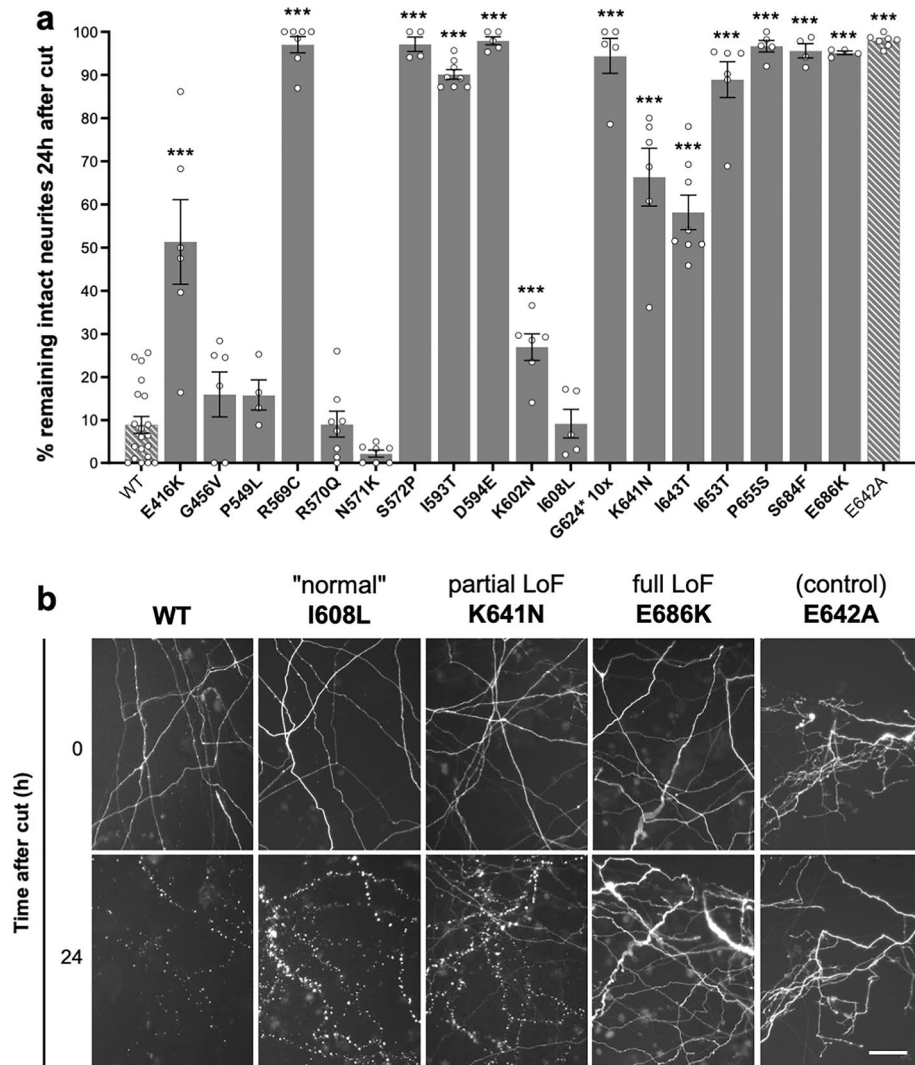 a
% remaining intact neurites 24h after cut
100
90
80
70
60
50
40
30
20
10
0
***
***
***
***
***
***
***
***
***
***
***
***
***
***
WT
E416K
G456V
P549L
R569C
R570Q
N571K
S572P
I593T
D594E
K602N
I608L
G624* 10x
K641N
I643T
I653T
P655S
S684F
E686K
E642A
b
"normal" partial LoF full LoF (control)
WT I608L K641N E686K E642A
Time after cut (h)
0
24